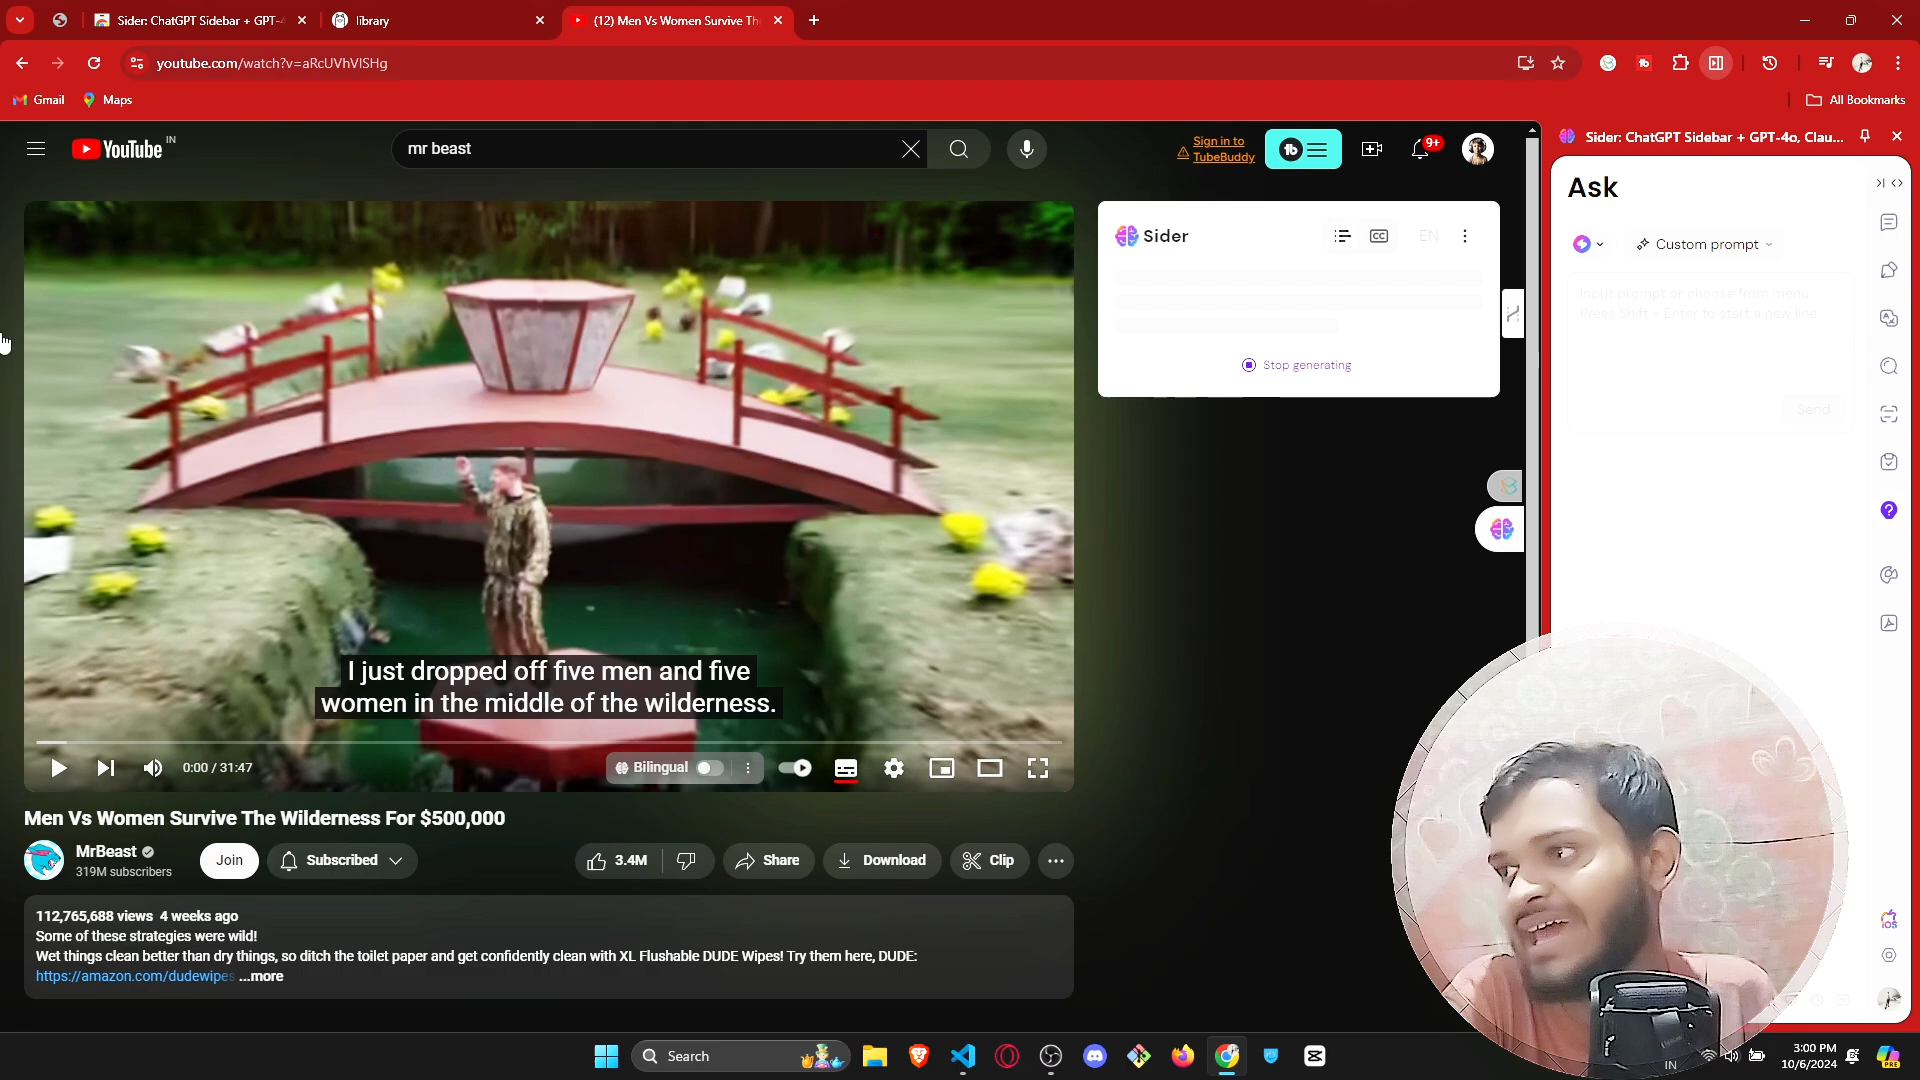 Sider: ChatGPT Sidebar + GPT-4
library
(12) Men Vs Women Survive Th
youtube.com/watch?v=aRcUVhVlSHg
Gmail
Maps
All Bookmarks
YouTube IN
mr beast
Sign in to
TubeBuddy
tb
9+
Sider: ChatGPT Sidebar + GPT-4o, Clau...
Ask
Custom prompt
Input prompt or choose from menu
Press Shift + Enter to start a new line
Send
Sider
CC
EN
Stop generating
I just dropped off five men and five
women in the middle of the wilderness.
0:00 / 31:47
Bilingual
Men Vs Women Survive The Wilderness For $500,000
MrBeast
319M subscribers
Join
Subscribed
3.4M
Share
Download
Clip
112,765,688 views 4 weeks ago
Some of these strategies were wild!
Wet things clean better than dry things, so ditch the toilet paper and get confidently clean with XL Flushable DUDE Wipes! Try them here, DUDE:
https://amazon.com/dudewipes ...more
iOS
Search
IN
3:00 PM
10/6/2024
PRE